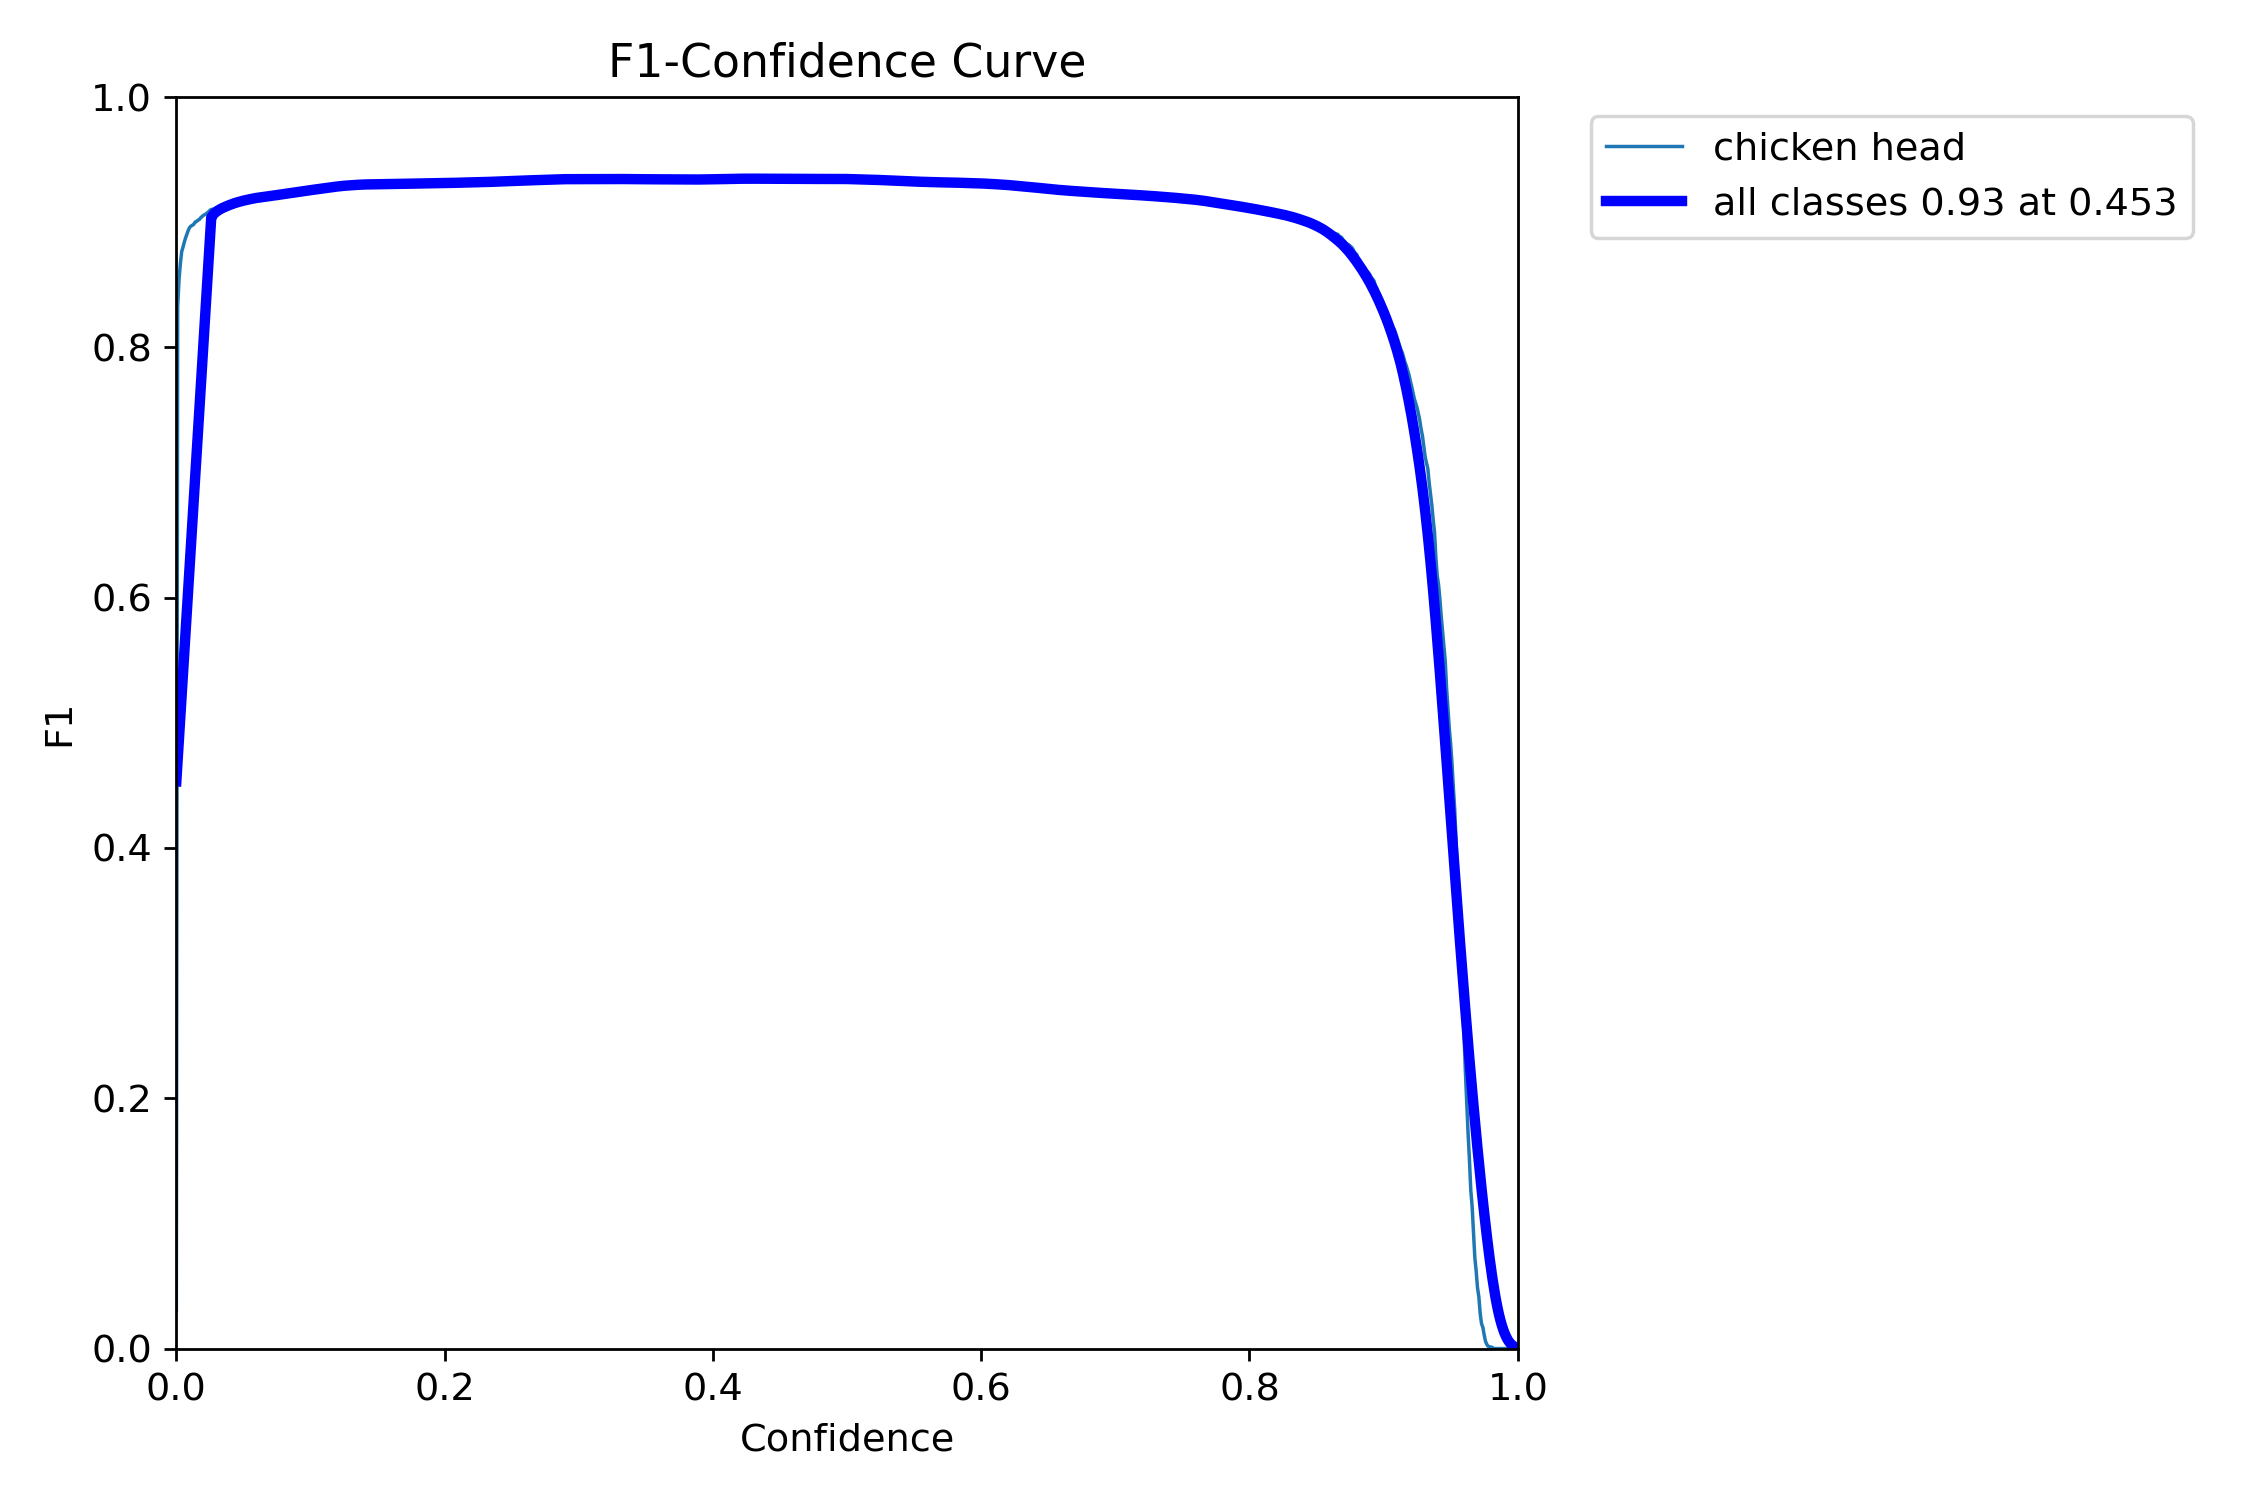 F1-Confidence Curve
chicken head
all classes 0.93 at 0.453
1.0
0.8
0.6
0.4
0.2
0.0
F1
0.0 0.2 0.4 0.6 0.8 1.0
Confidence